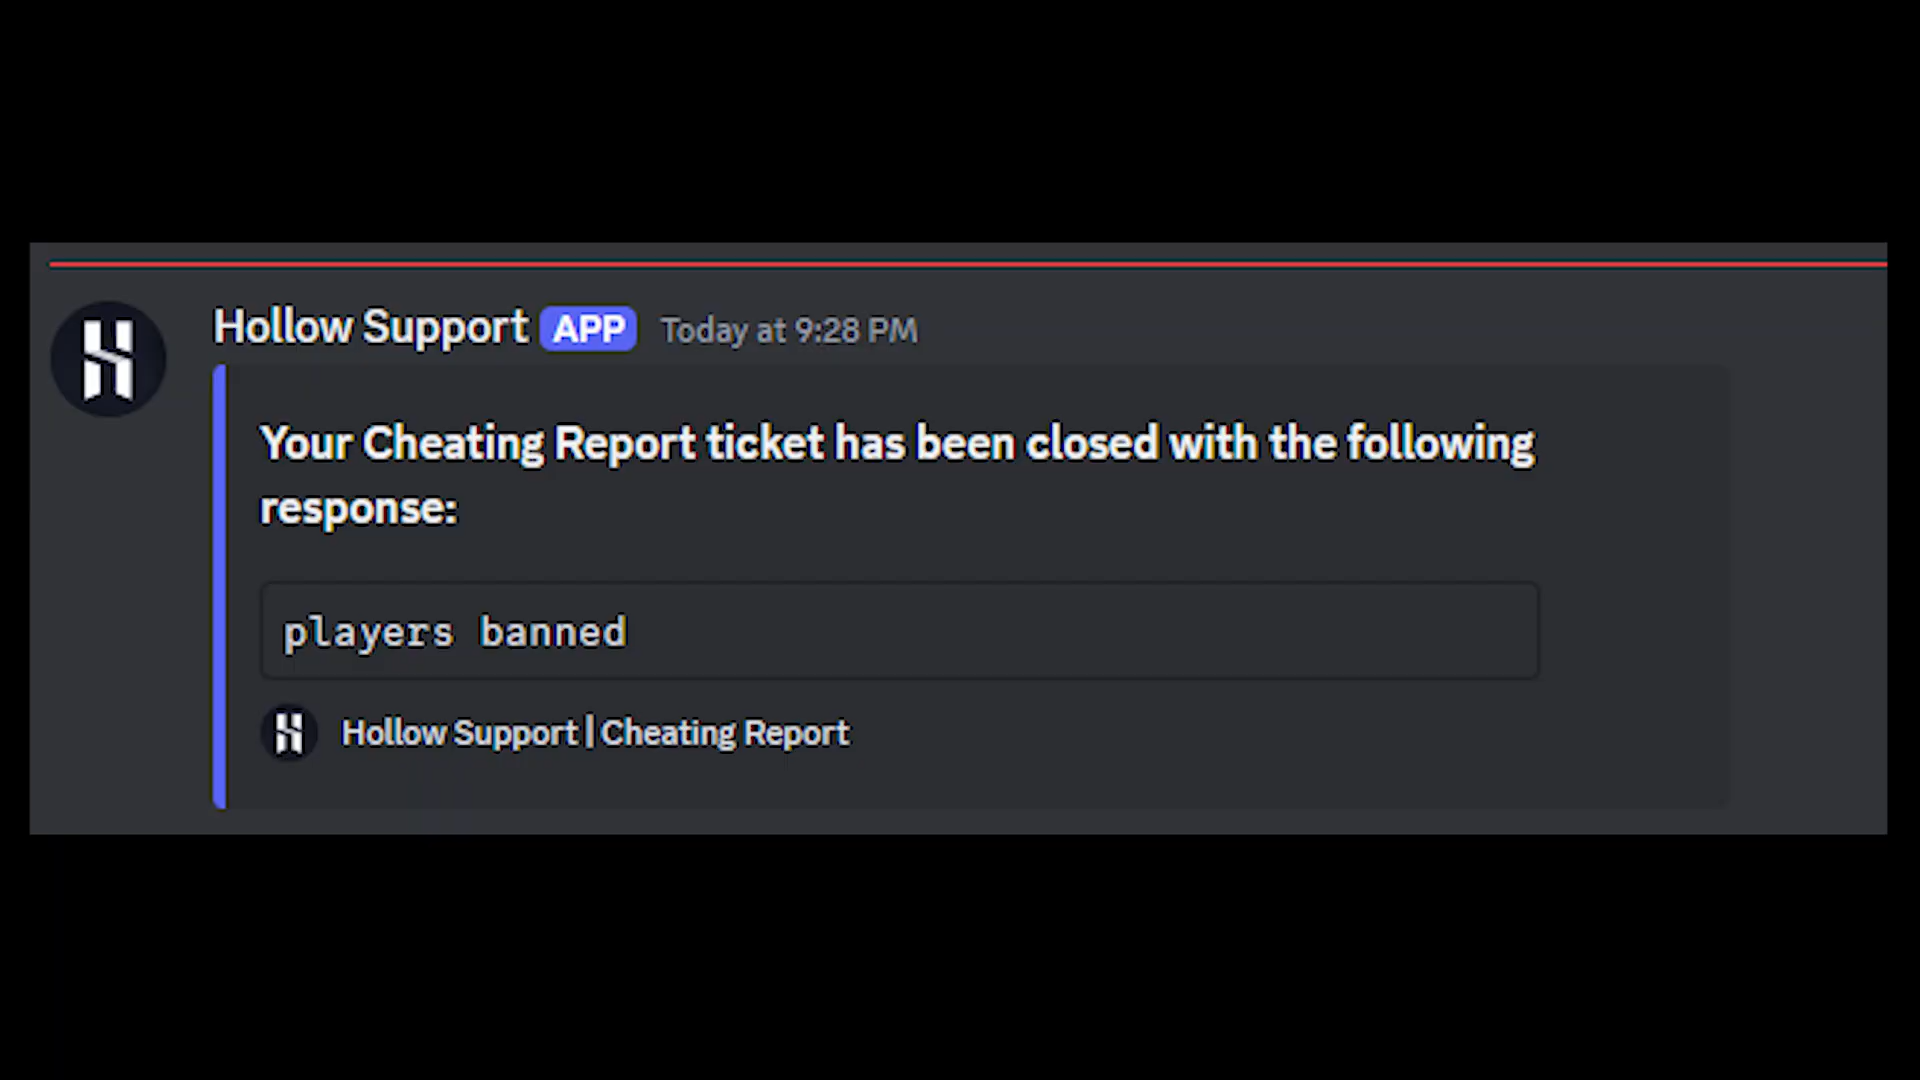 Hollow Support APP Today at 9:28 PM
Your Cheating Report ticket has been closed with the following
response:
players banned
Hollow Support | Cheating Report